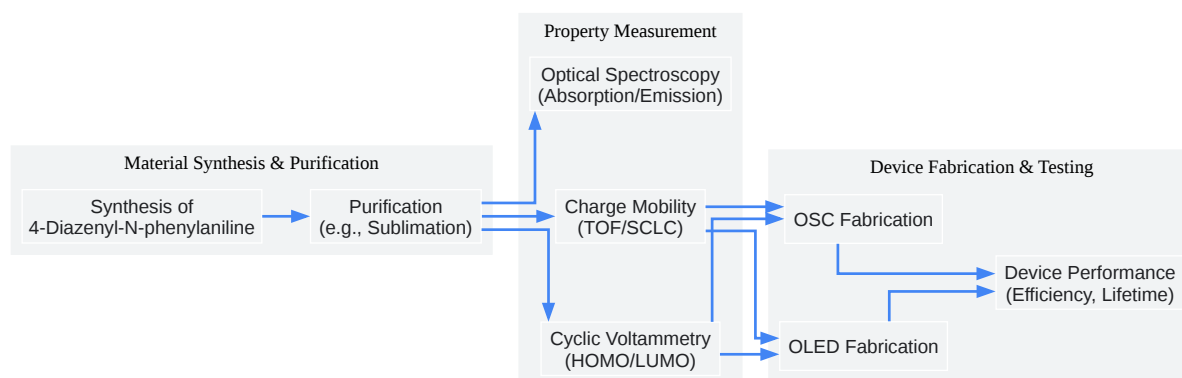 Property Measurement
Optical Spectroscopy
(Absorption/Emission)
Material Synthesis & Purification
Synthesis of
4-Diazenyl-N-phenylaniline
Purification
(e.g., Sublimation)
Charge Mobility
(TOF/SCLC)
Cyclic Voltammetry
(HOMO/LUMO)
Device Fabrication & Testing
OSC Fabrication
OLED Fabrication
Device Performance
(Efficiency, Lifetime)